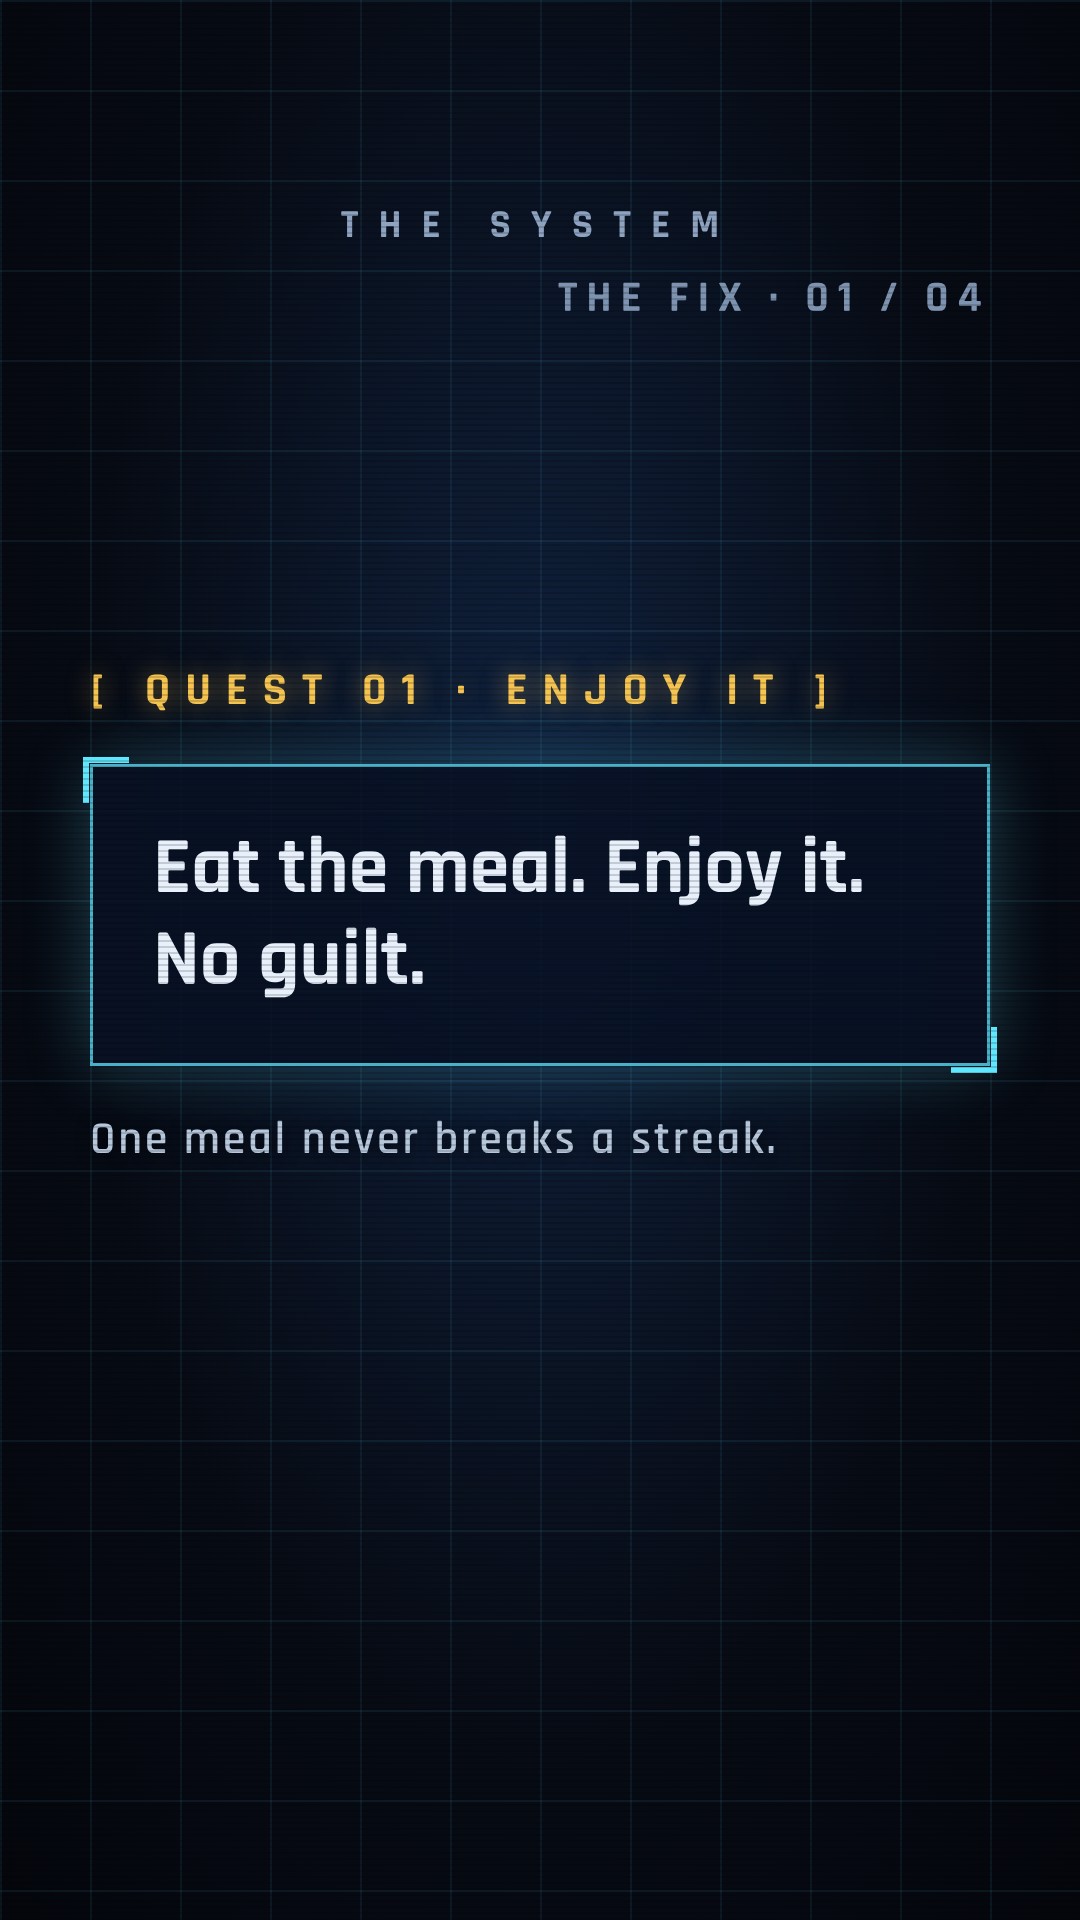 THE SYSTEM
THE FIX · 01 / 04
[ QUEST 01 · ENJOY IT ]
Eat the meal. Enjoy it.
No guilt.
One meal never breaks a streak.